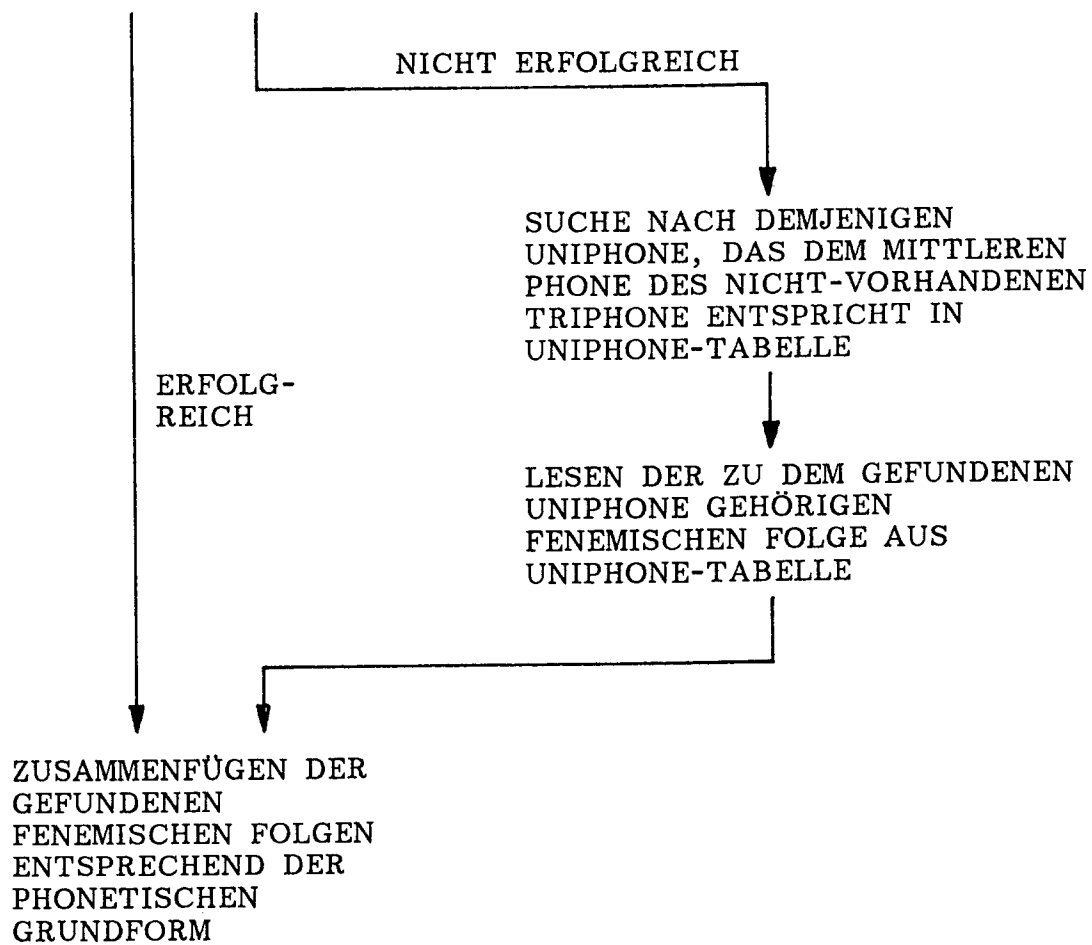 NICHT ERFOLGREICH
SUCHE NACH DEMJENIGEN
UNIPHONE, DAS DEM MITTLEREN
PHONE DES NICHT-VORHANDENEN
TRIPHONE ENTSPRICHT IN
UNIPHONE-TABELLE
ERFOLG-
REICH
LESEN DER ZU DEM GEFUNDENEN
UNIPHONE GEHÖRIGEN
FENEMISCHEN FOLGE AUS
UNIPHONE-TABELLE
ZUSAMMENFÜGEN DER
GEFUNDENEN
FENEMISCHEN FOLGEN
ENTSPRECHEND DER
PHONETISCHEN
GRUNDFORM